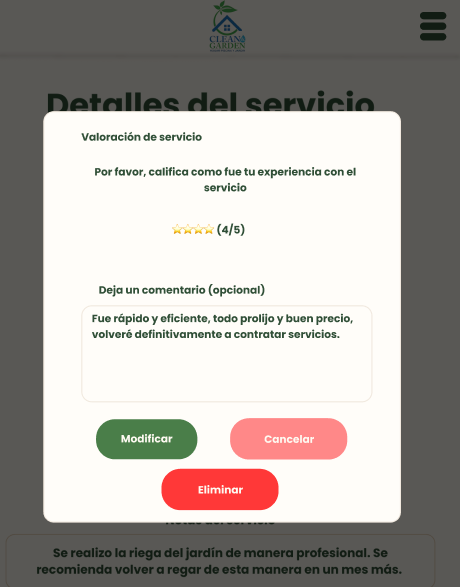 CLEAN &
GARDEN
Detalles del servicio
Valoración de servicio
Por favor, califica como fue tu experiencia con el
servicio
(4/5)
Deja un comentario (opcional)
Fue rápido y eficiente, todo prolijo y buen precio,
volveré definitivamente a contratar servicios.
Modificar
Cancelar
Eliminar
Notas del servicio
Se realizo la riega del jardín de manera profesional. Se
recomienda volver a regar de esta manera en un mes más.